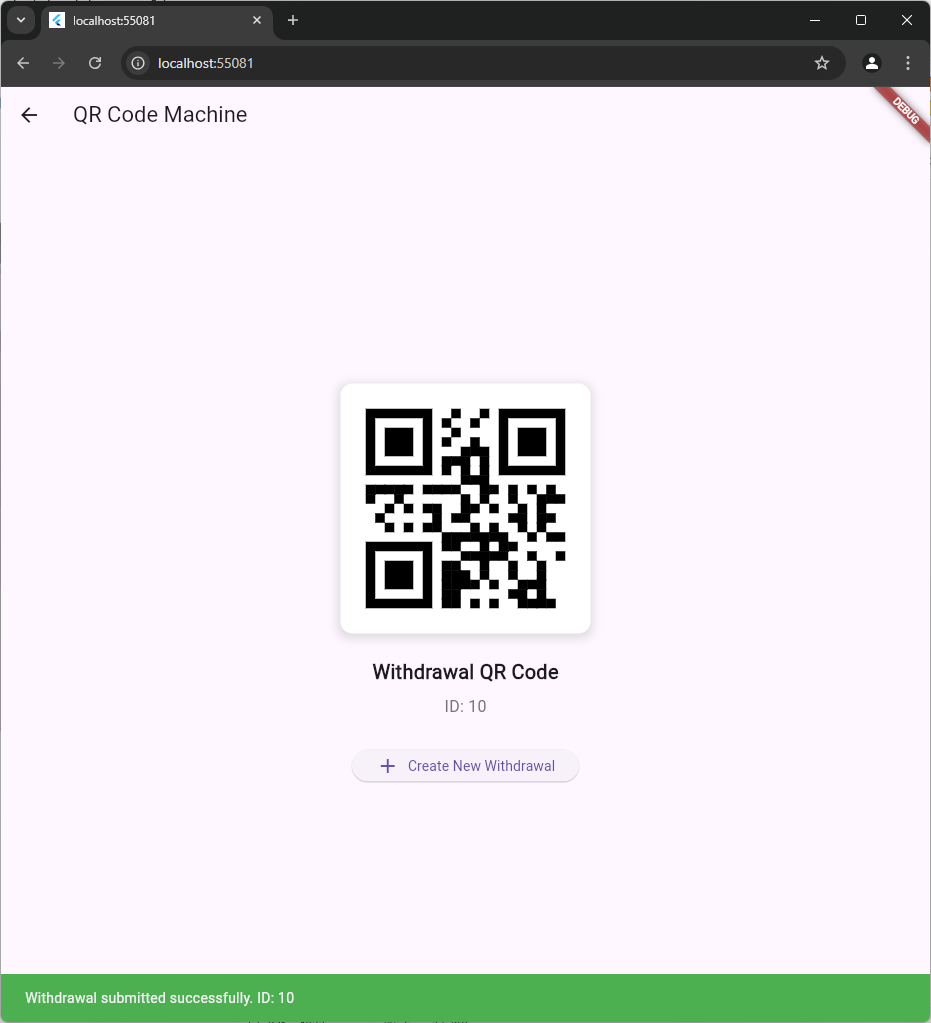 localhost:55081
localhost:55081
QR Code Machine
DEBUG
Withdrawal QR Code
ID: 10
Create New Withdrawal
Withdrawal submitted successfully. ID: 10